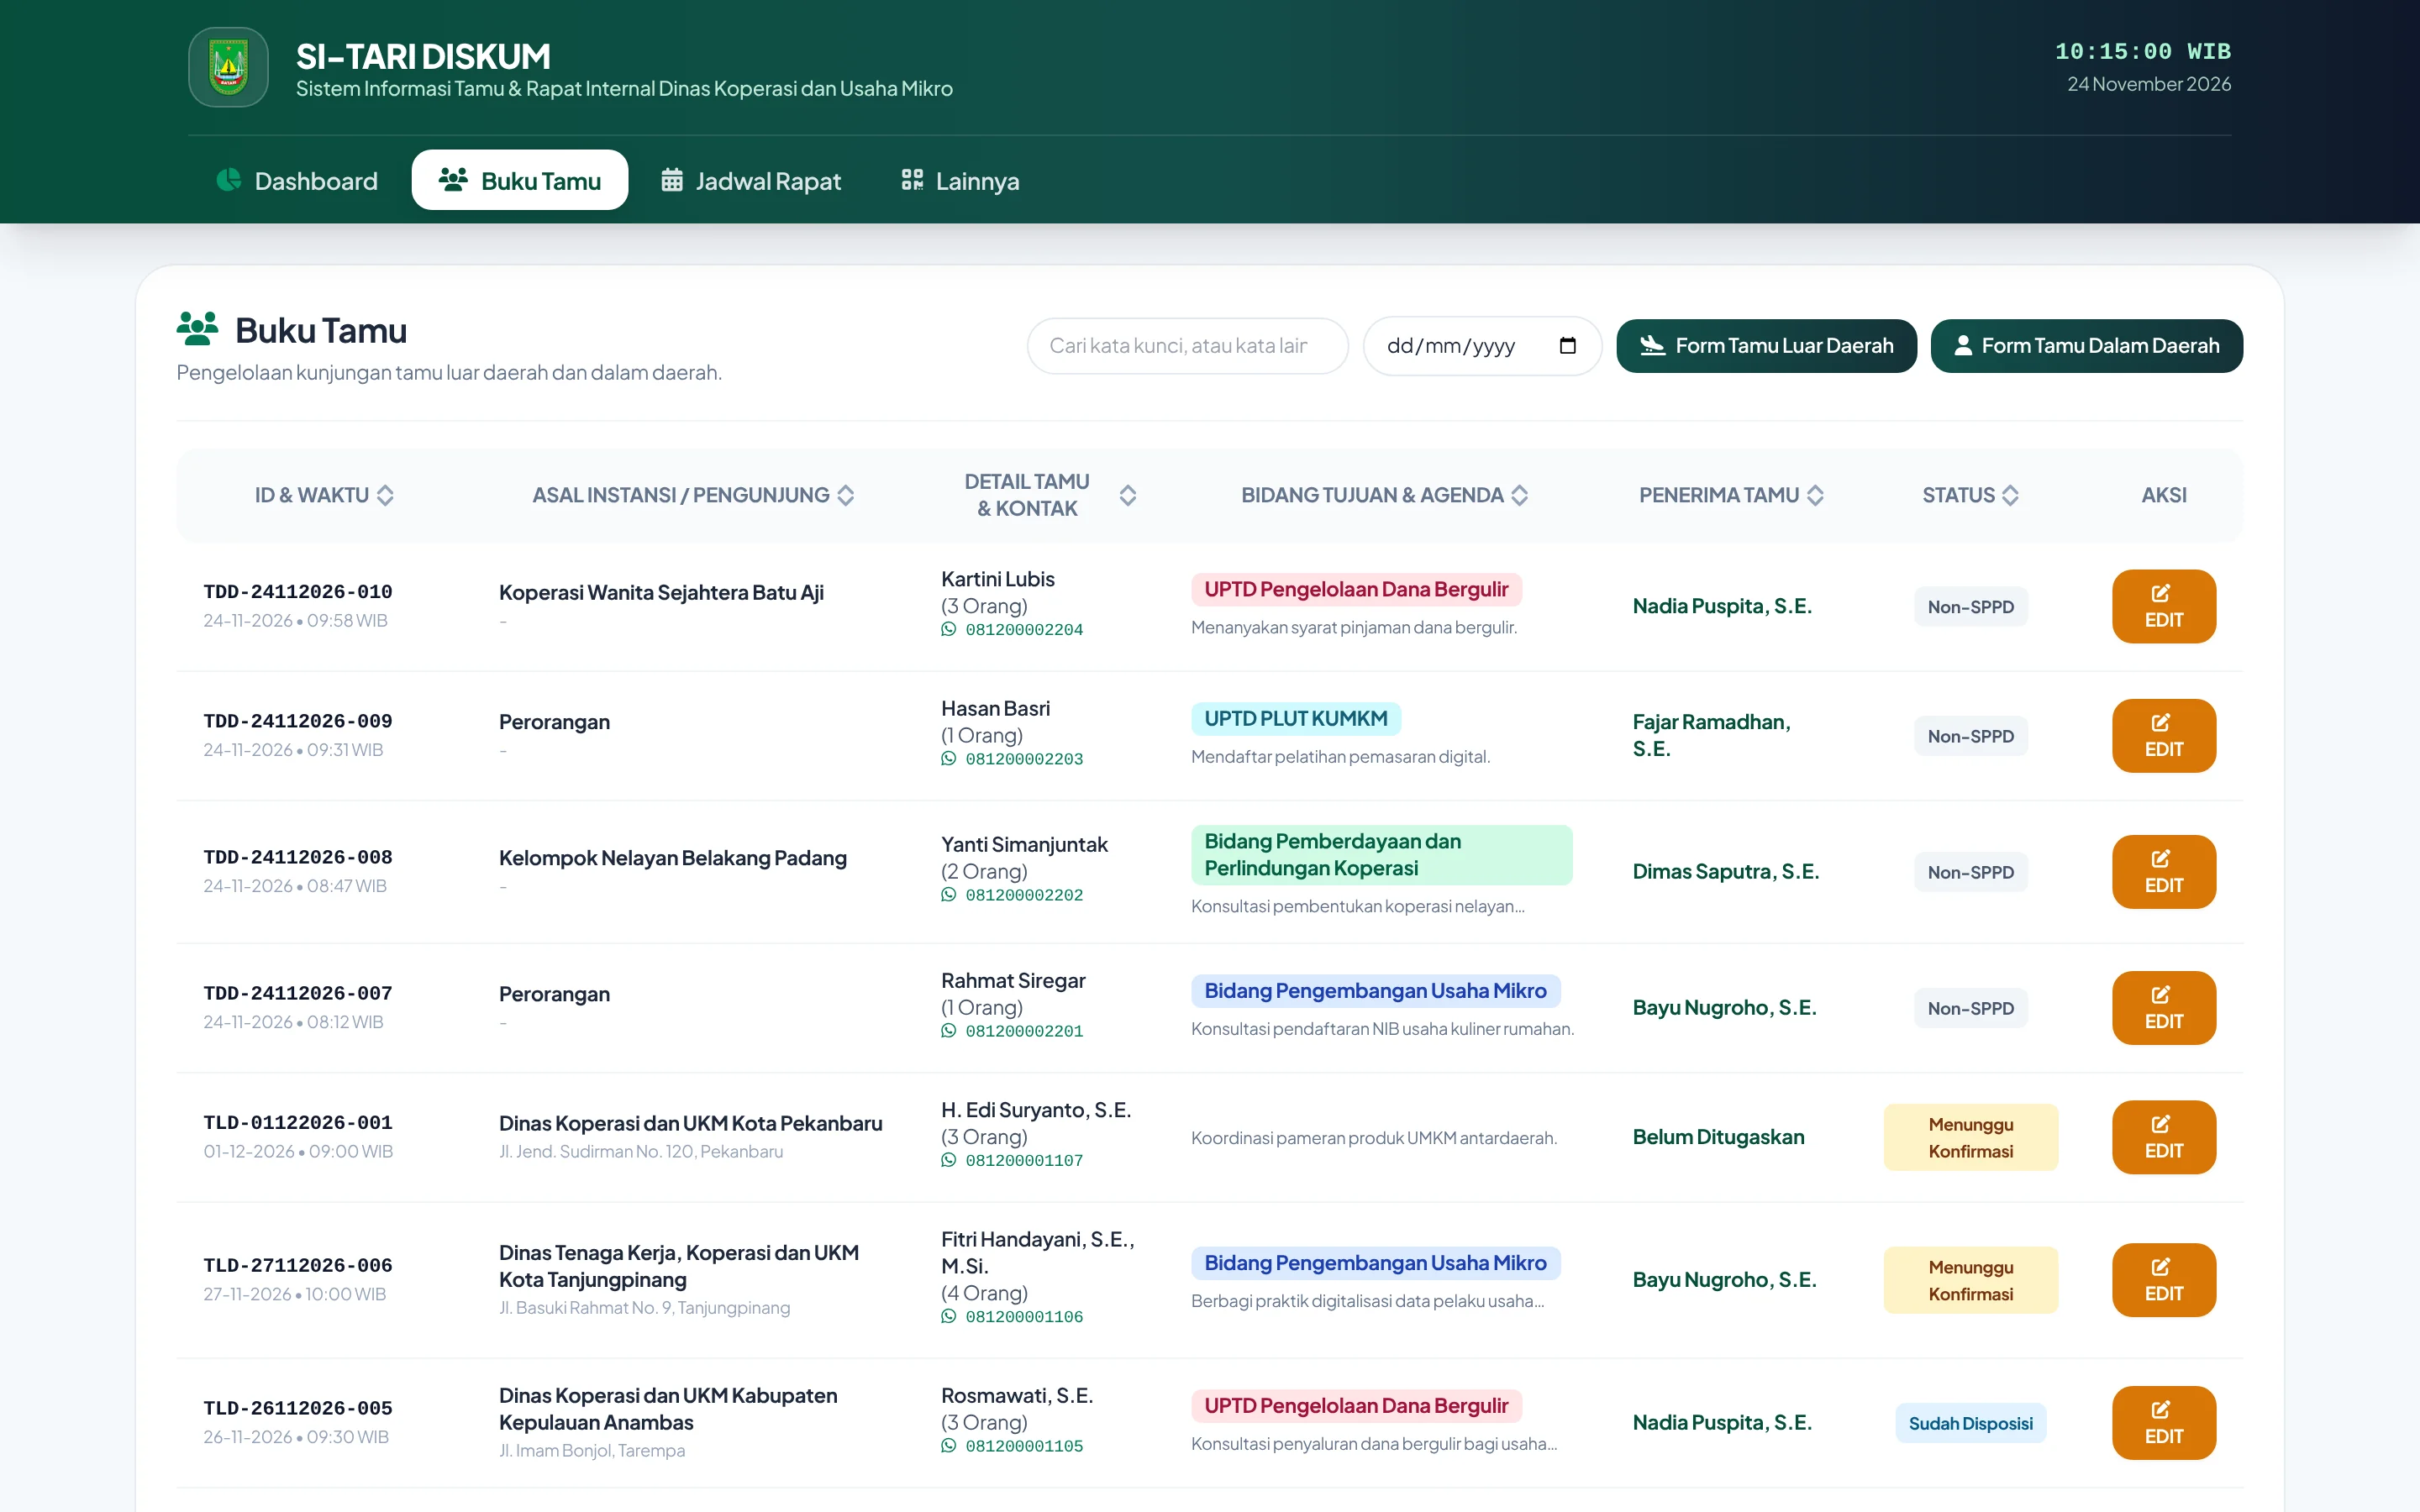 SI-TARI DISKUM
Sistem Informasi Tamu & Rapat Internal Dinas Koperasi dan Usaha Mikro
10:15:00 WIB
24 November 2026
Dashboard
Buku Tamu
Jadwal Rapat
Lainnya
Buku Tamu
Pengelolaan kunjungan tamu luar daerah dan dalam daerah.
Cari kata kunci, atau kata lair
dd/mm/yyyy
Form Tamu Luar Daerah
Form Tamu Dalam Daerah
ID & WAKTU
ASAL INSTANSI / PENGUNJUNG
DETAIL TAMU
& KONTAK
BIDANG TUJUAN & AGENDA
PENERIMA TAMU
STATUS
AKSI
TDD-24112026-010
24-11-2026 • 09:58 WIB
Koperasi Wanita Sejahtera Batu Aji
-
Kartini Lubis
(3 Orang)
081200002204
UPTD Pengelolaan Dana Bergulir
Menanyakan syarat pinjaman dana bergulir.
Nadia Puspita, S.E.
Non-SPPD
EDIT
TDD-24112026-009
24-11-2026 • 09:31 WIB
Perorangan
-
Hasan Basri
(1 Orang)
081200002203
UPTD PLUT KUMKM
Mendaftar pelatihan pemasaran digital.
Fajar Ramadhan,
S.E.
Non-SPPD
EDIT
TDD-24112026-008
24-11-2026 • 08:47 WIB
Kelompok Nelayan Belakang Padang
-
Yanti Simanjuntak
(2 Orang)
081200002202
Bidang Pemberdayaan dan
Perlindungan Koperasi
Konsultasi pembentukan koperasi nelayan...
Dimas Saputra, S.E.
Non-SPPD
EDIT
TDD-24112026-007
24-11-2026 • 08:12 WIB
Perorangan
-
Rahmat Siregar
(1 Orang)
081200002201
Bidang Pengembangan Usaha Mikro
Konsultasi pendaftaran NIB usaha kuliner rumahan.
Bayu Nugroho, S.E.
Non-SPPD
EDIT
TLD-01122026-001
01-12-2026 • 09:00 WIB
Dinas Koperasi dan UKM Kota Pekanbaru
Jl. Jend. Sudirman No. 120, Pekanbaru
H. Edi Suryanto, S.E.
(3 Orang)
081200001107
Koordinasi pameran produk UMKM antardaerah.
Belum Ditugaskan
Menunggu
Konfirmasi
EDIT
TLD-27112026-006
27-11-2026 • 10:00 WIB
Dinas Tenaga Kerja, Koperasi dan UKM
Kota Tanjungpinang
Jl. Basuki Rahmat No. 9, Tanjungpinang
Fitri Handayani, S.E.,
M.Si.
(4 Orang)
081200001106
Bidang Pengembangan Usaha Mikro
Berbagi praktik digitalisasi data pelaku usaha...
Bayu Nugroho, S.E.
Menunggu
Konfirmasi
EDIT
TLD-26112026-005
26-11-2026 • 09:30 WIB
Dinas Koperasi dan UKM Kabupaten
Kepulauan Anambas
Jl. Imam Bonjol, Tarempa
Rosmawati, S.E.
(3 Orang)
081200001105
UPTD Pengelolaan Dana Bergulir
Konsultasi penyaluran dana bergulir bagi usaha...
Nadia Puspita, S.E.
Sudah Disposisi
EDIT